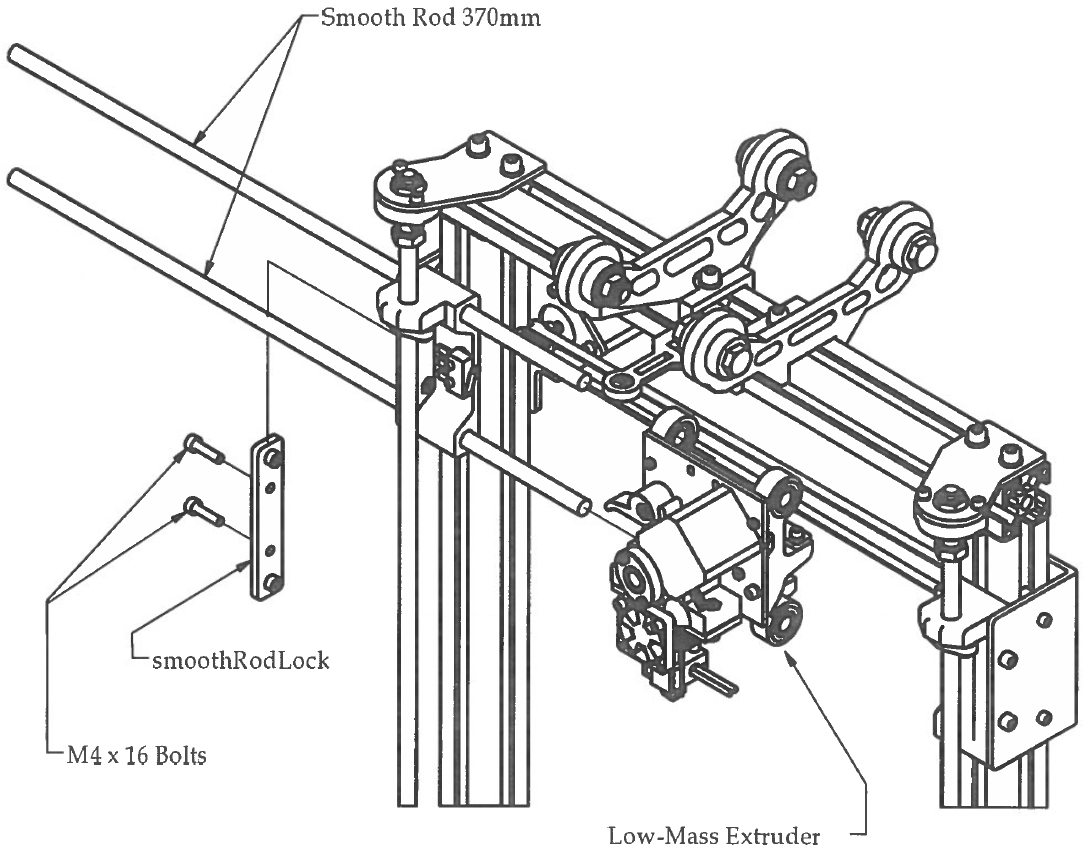 Smooth Rod 370mm
smoothRodLock
M4 x 16 Bolts
Low-Mass Extruder